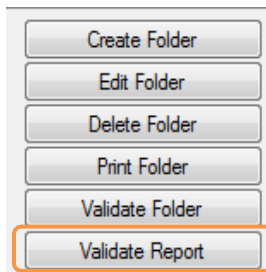 Create Folder
Edit Folder
Delete Folder
Print Folder
Validate Folder
Validate Report